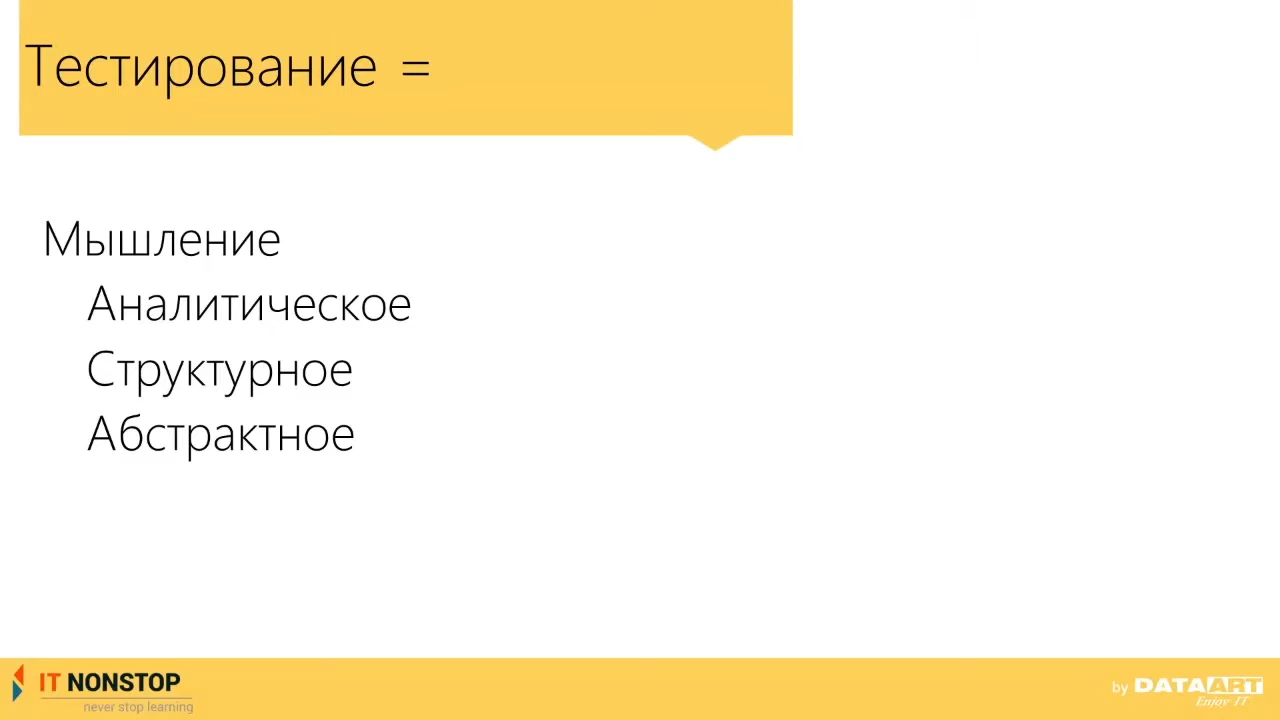 Тестирование =
Мышление
Аналитическое
Структурное
Абстрактное
IT NONSTOP
never stop learning
by DATAART
Enjoy IT